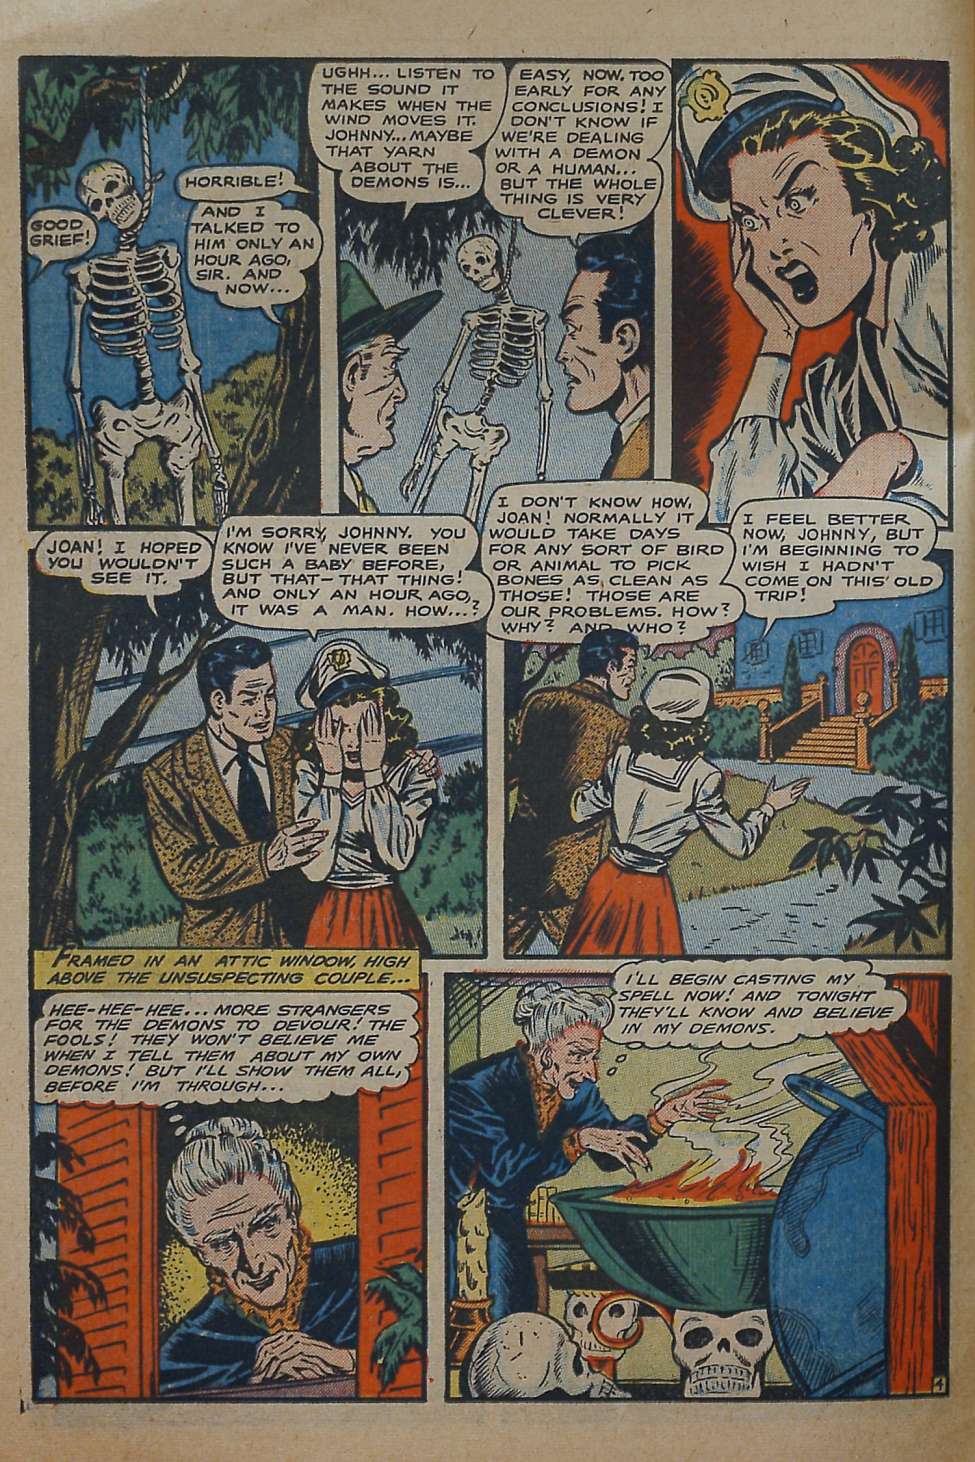 GOOD
GRIEF!
HORRIBLE!
AND I
TALKED TO
HIM ONLY AN
HOUR AGO,
SIR. AND
NOW...
UGHH... LISTEN TO
THE SOUND IT
MAKES WHEN THE
WIND MOVES IT.
JOHNNY... MAYBE
THAT YARN
ABOUT THE
DEMONS IS...
EASY, NOW. TOO
EARLY FOR ANY
CONCLUSIONS! I
DON'T KNOW IF
WE'RE DEALING
WITH A DEMON
OR A HUMAN...
BUT THE WHOLE
THING IS VERY
CLEVER!
JOAN! I HOPED
YOU WOULDN'T
SEE IT.
I'M SORRY, JOHNNY. YOU
KNOW I'VE NEVER BEEN
SUCH A BABY BEFORE,
BUT THAT-THAT THING!
AND ONLY AN HOUR AGO,
IT WAS A MAN. HOW...?
I DON'T KNOW HOW,
JOAN! NORMALLY IT
WOULD TAKE DAYS
FOR ANY SORT OF BIRD
OR ANIMAL TO PICK
BONES AS CLEAN AS
THOSE! THOSE ARE
OUR PROBLEMS. HOW?
WHY? AND WHO?
I FEEL BETTER
NOW, JOHNNY, BUT
I'M BEGINNING TO
WISH I HADN'T
COME ON THIS OLD
TRIP!
FRAMED IN AN ATTIC WINDOW, HIGH
ABOVE THE UNSUSPECTING COUPLE...
HEE-HEE-HEE... MORE STRANGERS
FOR THE DEMONS TO DEVOUR! THE
FOOLS! THEY WON'T BELIEVE ME
WHEN I TELL THEM ABOUT MY OWN
DEMONS! BUT I'LL SHOW THEM ALL,
BEFORE I'M THROUGH...
I'LL BEGIN CASTING MY
SPELL NOW! AND TONIGHT
THEY'LL KNOW AND BELIEVE
IN MY DEMONS.
4